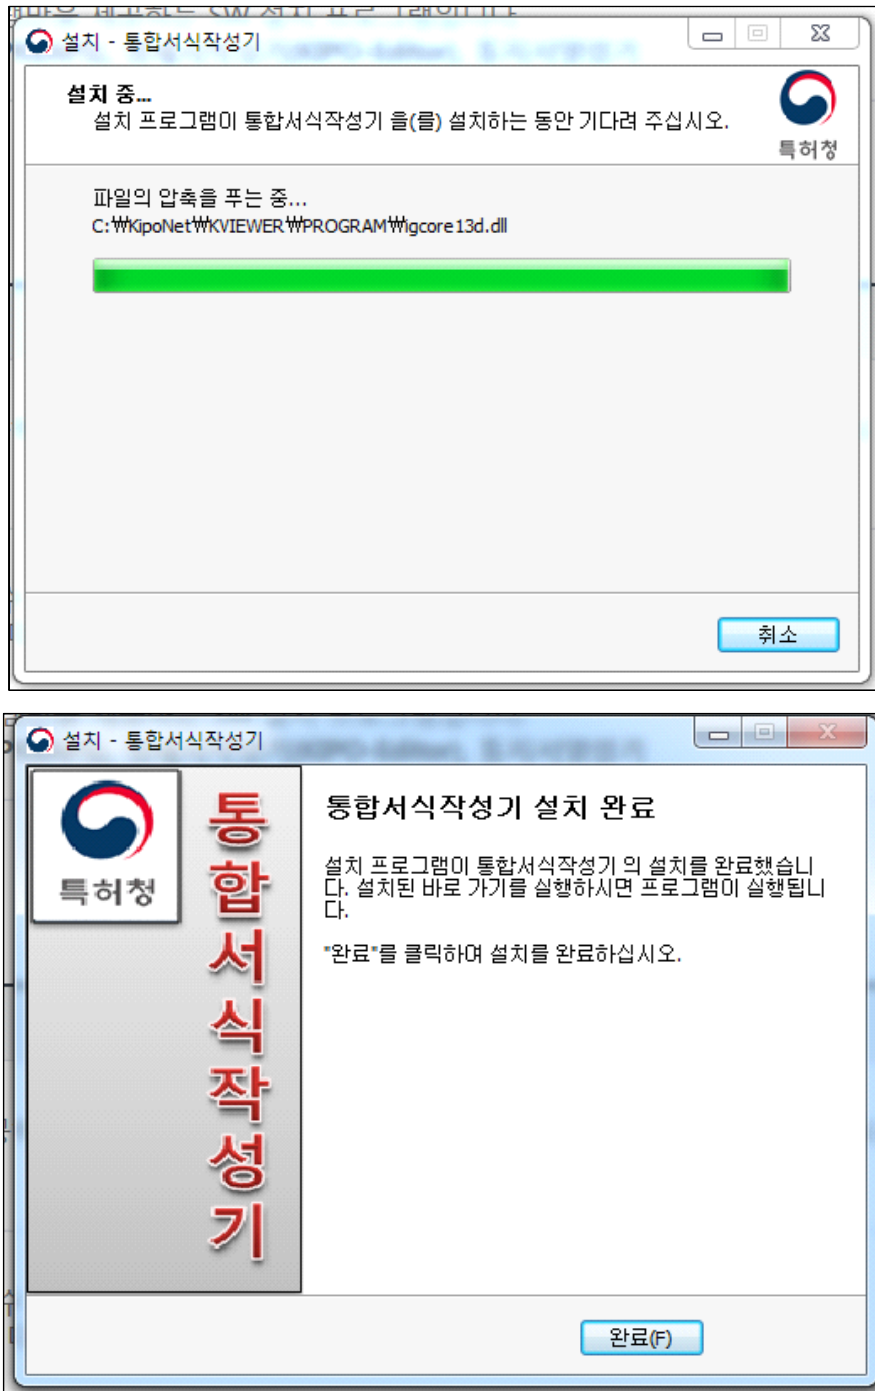 설치 - 통합서식작성기
설치 중...
설치 프로그램이 통합서식작성기 을(를) 설치하는 동안 기다려 주십시오.
특허청
파일의 압축을 푸는 중...
C:₩KipoNet₩KVIEWER₩PROGRAM₩igcore13d.dll
취소
설치 - 통합서식작성기
특허청
통합서식작성기
통합서식작성기 설치 완료
설치 프로그램이 통합서식작성기 의 설치를 완료했습니
다. 설치된 바로 가기를 실행하시면 프로그램이 실행됩니
다.
"완료"를 클릭하여 설치를 완료하십시오.
완료(F)